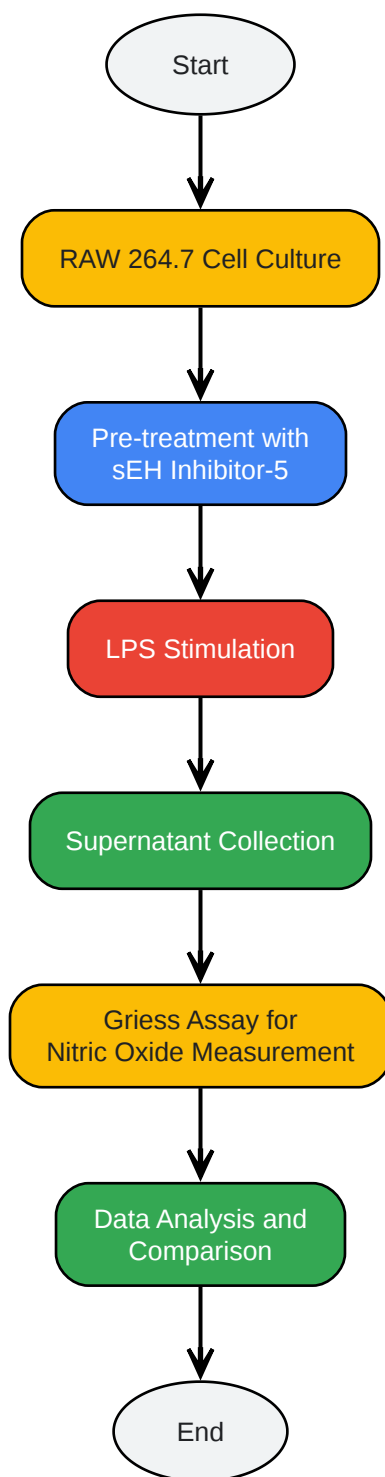 Start
RAW 264.7 Cell Culture
Pre-treatment with
sEH Inhibitor-5
LPS Stimulation
Supernatant Collection
Griess Assay for
Nitric Oxide Measurement
Data Analysis and
Comparison
End